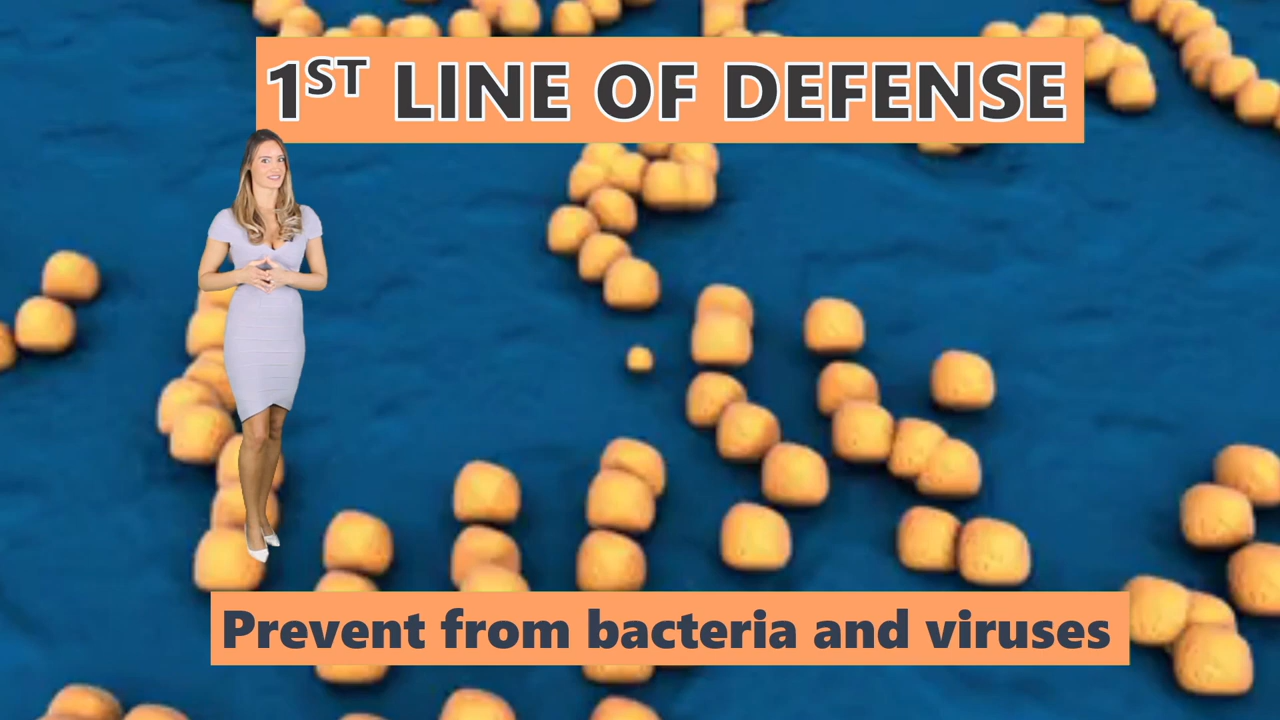 1ST LINE OF DEFENSE
Prevent from bacteria and viruses